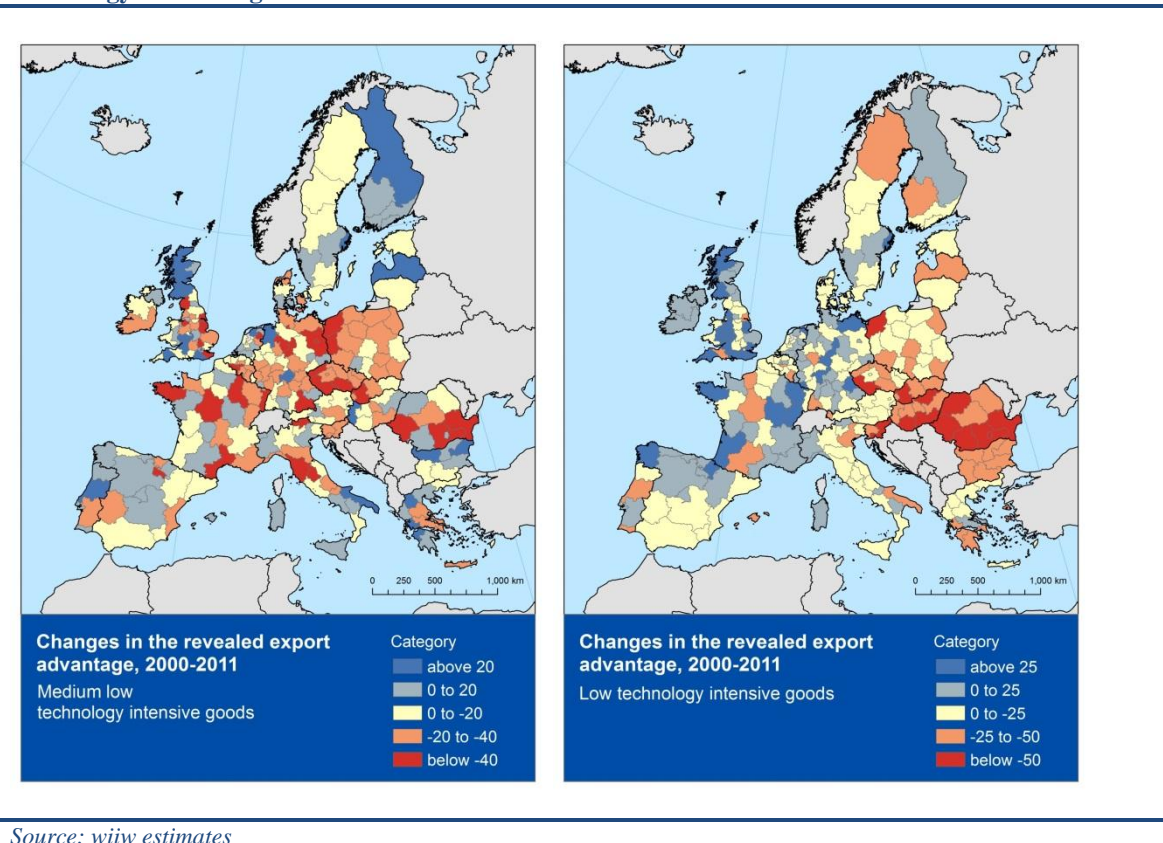 0 250 500 1,000 km
Changes in the revealed export
advantage, 2000-2011
Medium low
technology intensive goods
Category
above 20
0 to 20
0 to -20
-20 to -40
below -40
0 250 500 1,000 km
Changes in the revealed export
advantage, 2000-2011
Low technology intensive goods
Category
above 25
0 to 25
0 to -25
-25 to -50
below -50
Source: wiiw estimates